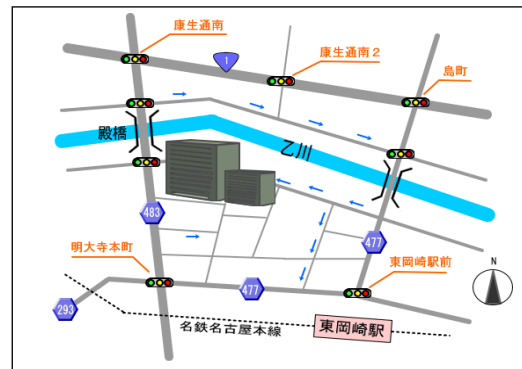 康生通南
康生通南2
1
島町
殿橋
乙川
483
477
明大寺本町
東岡崎駅前
477
293
名鉄名古屋本線
東岡崎駅
N